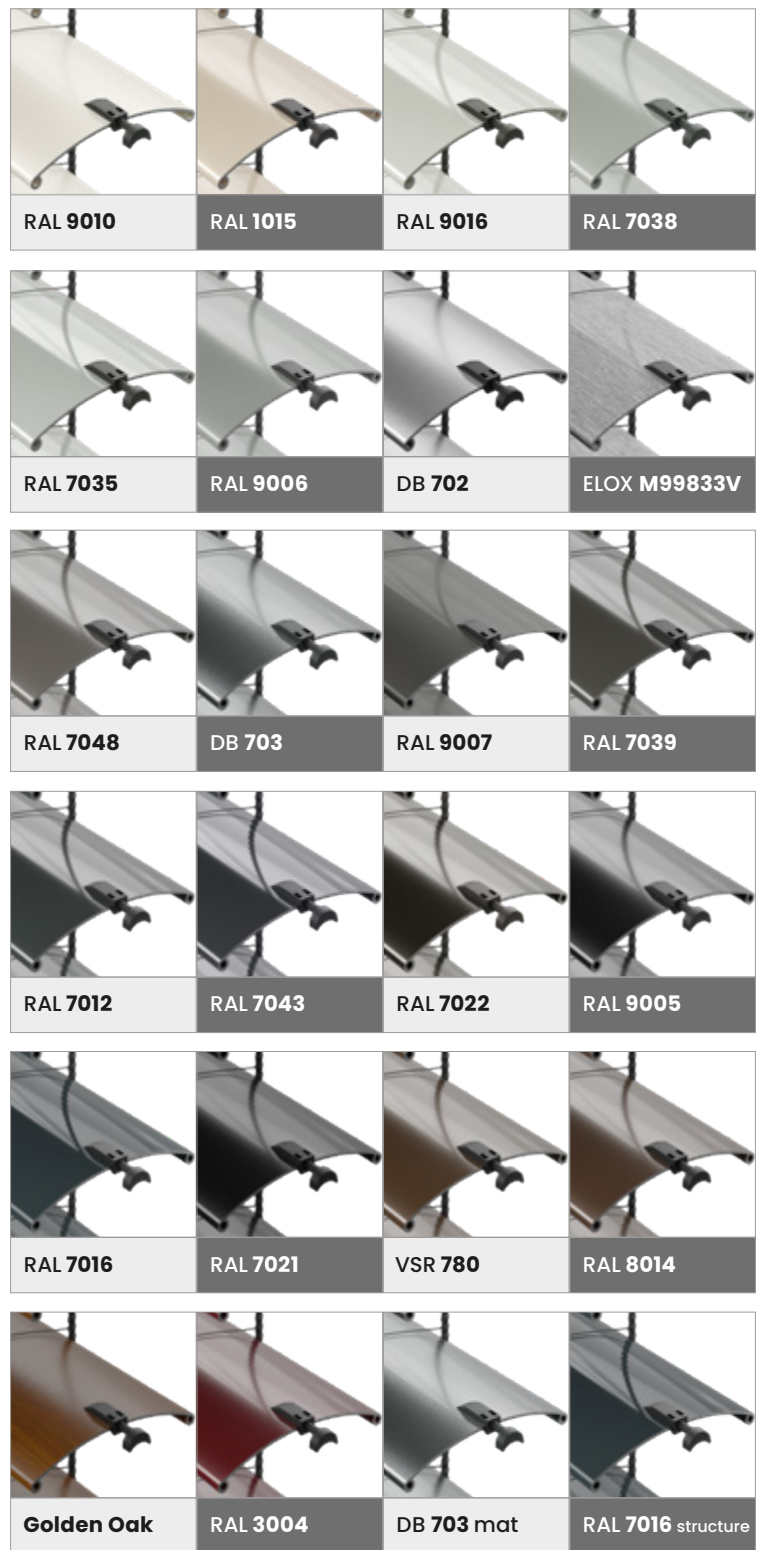 RAL 9010
RAL 1015
RAL 9016
RAL 7038
RAL 7035
RAL 9006
DB 702
ELOX M99833V
RAL 7048
DB 703
RAL 9007
RAL 7039
RAL 7012
RAL 7043
RAL 7022
RAL 9005
RAL 7016
RAL 7021
VSR 780
RAL 8014
Golden Oak
RAL 3004
DB 703 mat
RAL 7016 structure